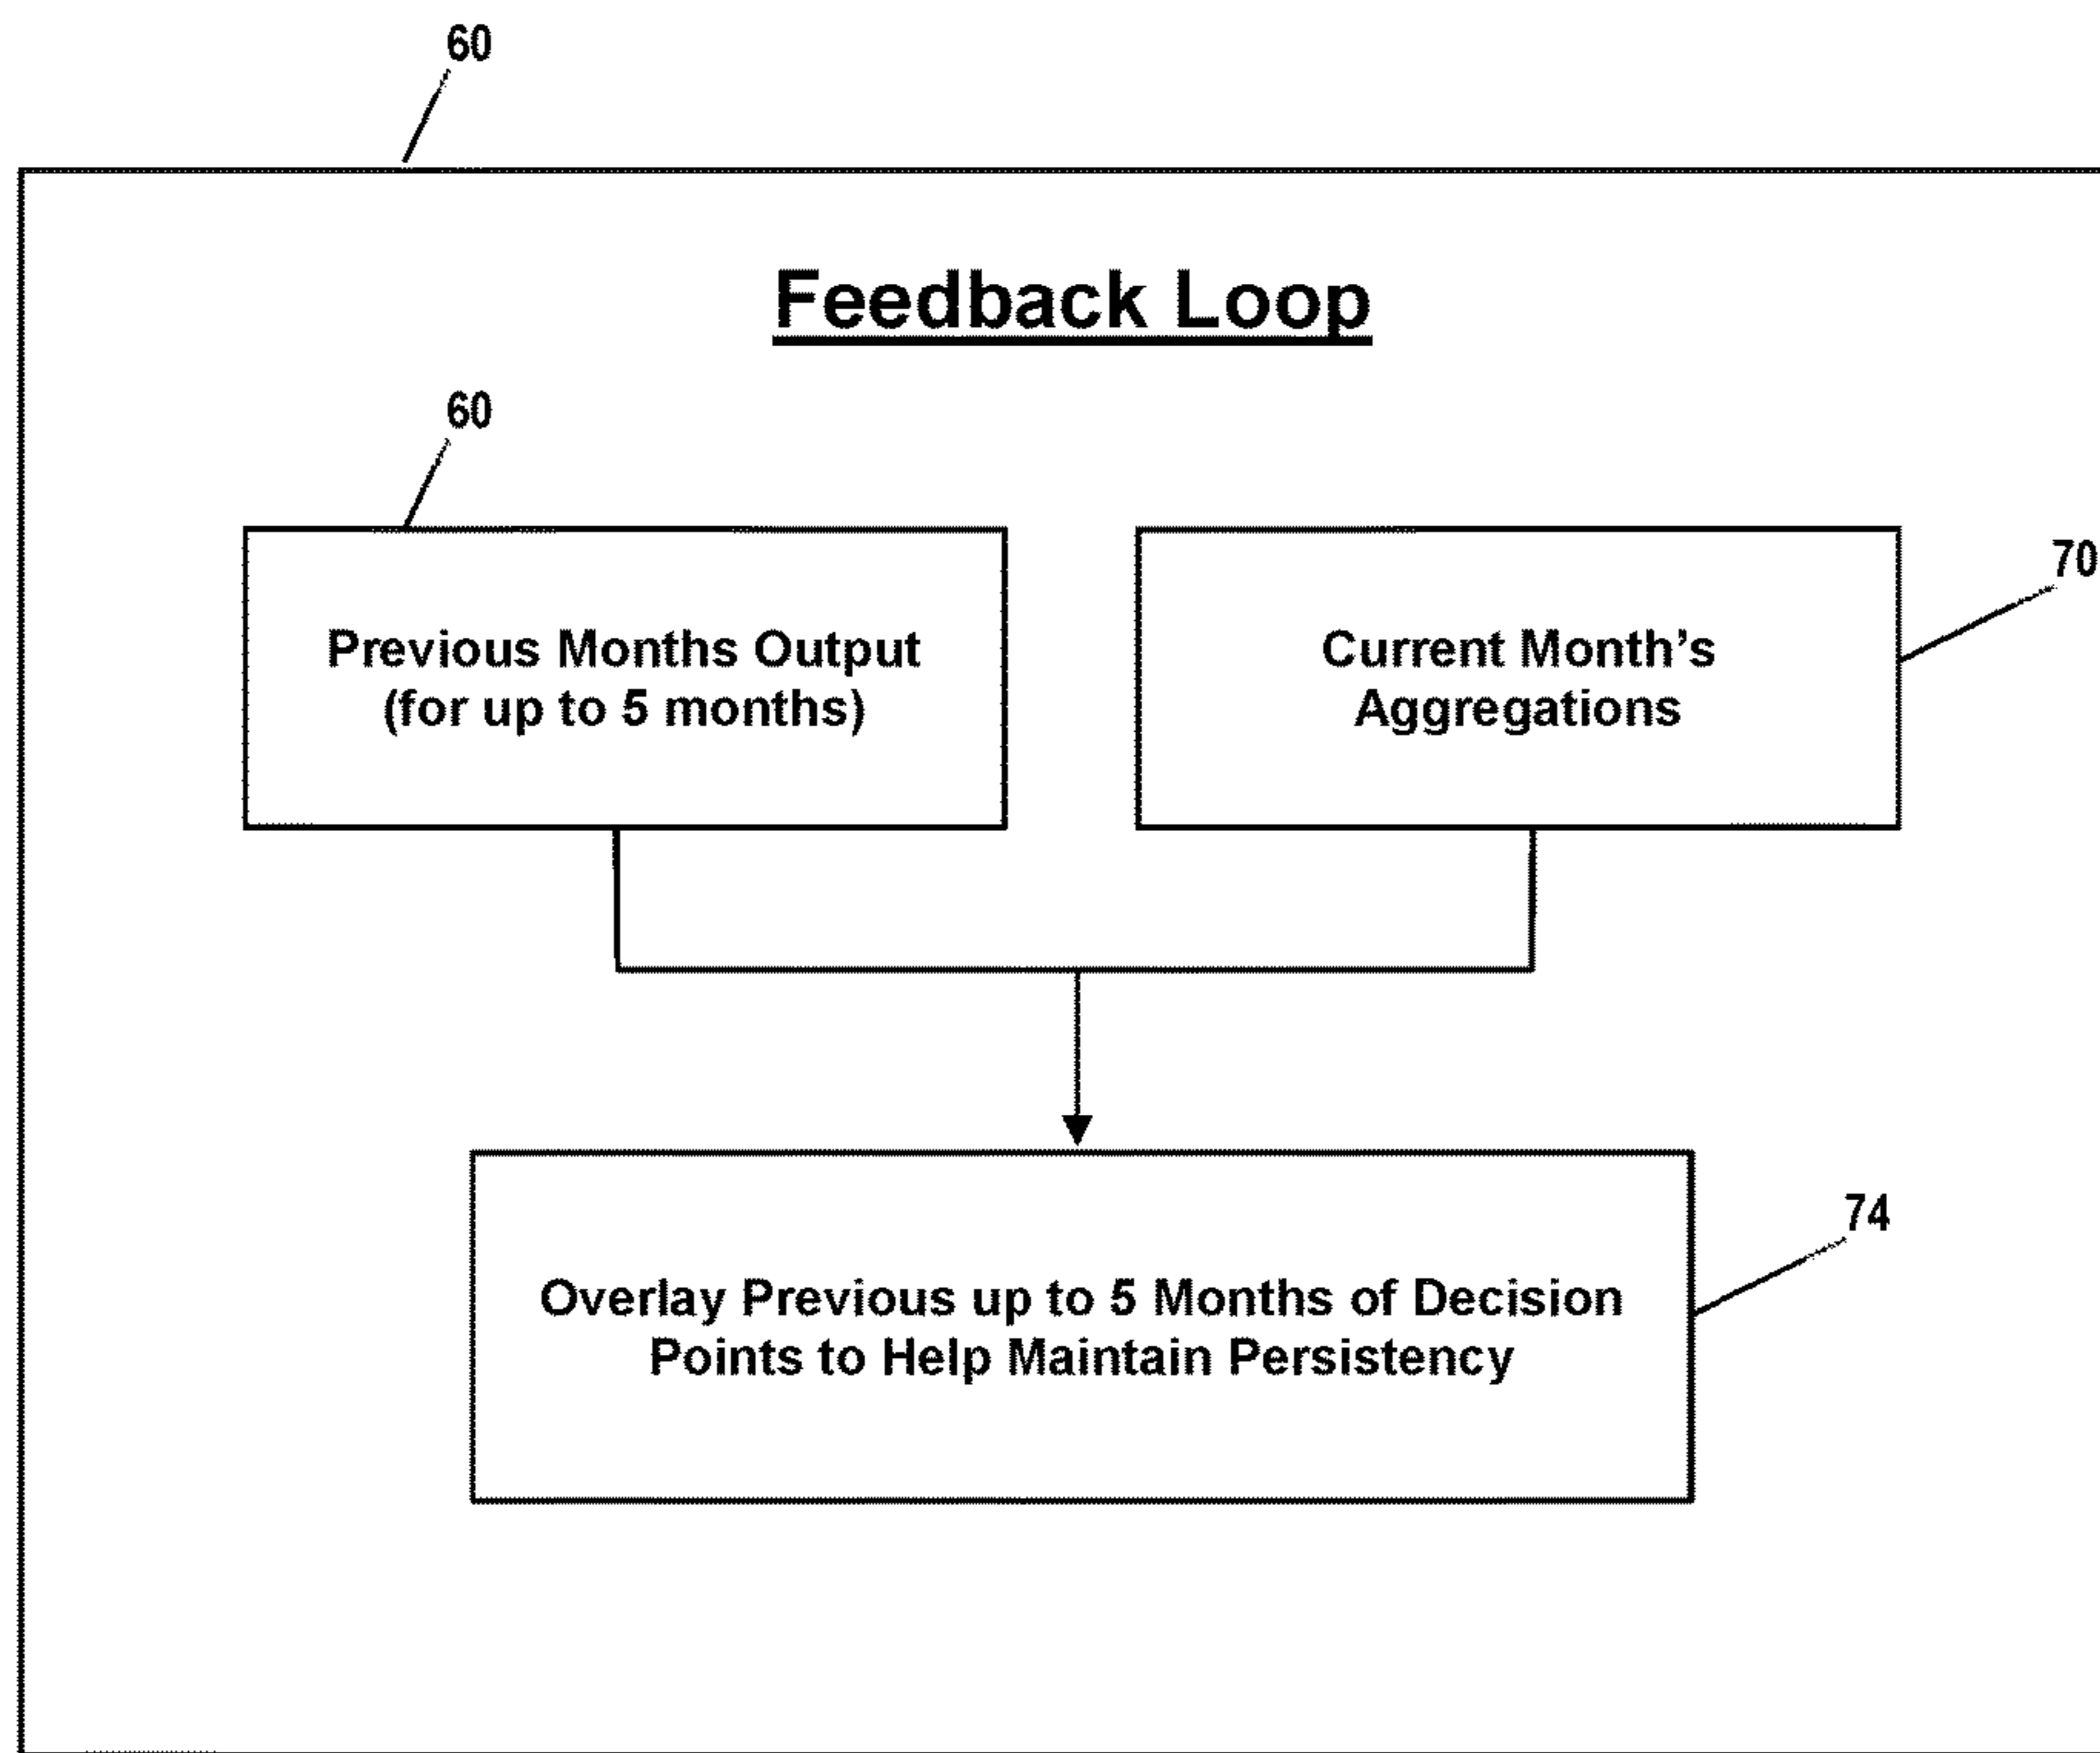 60
Feedback Loop
60
Previous Months Output
(for up to 5 months)
70
Current Month's
Aggregations
74
Overlay Previous up to 5 Months of Decision
Points to Help Maintain Persistency